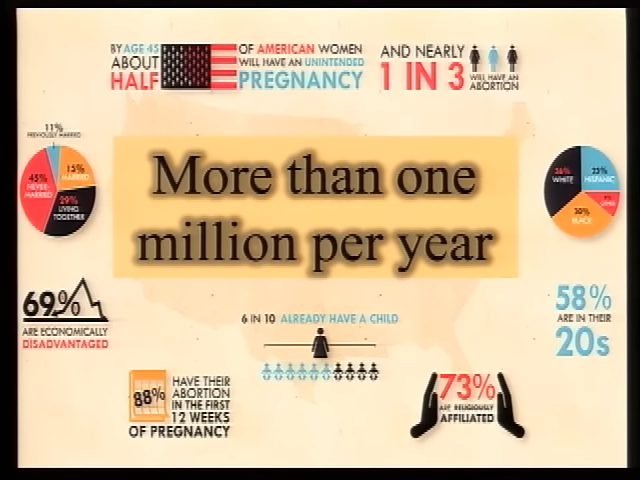 BY AGE 45
ABOUT
HALF
OF AMERICAN WOMEN
WILL HAVE AN UNINTENDED
PREGNANCY
AND NEARLY
1 IN 3
WILL HAVE AN
ABORTION
11%
PREVIOUSLY MARRIED
15%
MARRIED
45%
NEVER-
MARRIED
29%
LIVING
TOGETHER
More than one
million per year
36%
WHITE
25%
HISPANIC
9%
OTHER
30%
BLACK
69%
ARE ECONOMICALLY
DISADVANTAGED
6 IN 10 ALREADY HAVE A CHILD
58%
ARE IN THEIR
20s
88%
HAVE THEIR
ABORTION
IN THE FIRST
12 WEEKS
OF PREGNANCY
73%
ARE RELIGIOUSLY
AFFILIATED